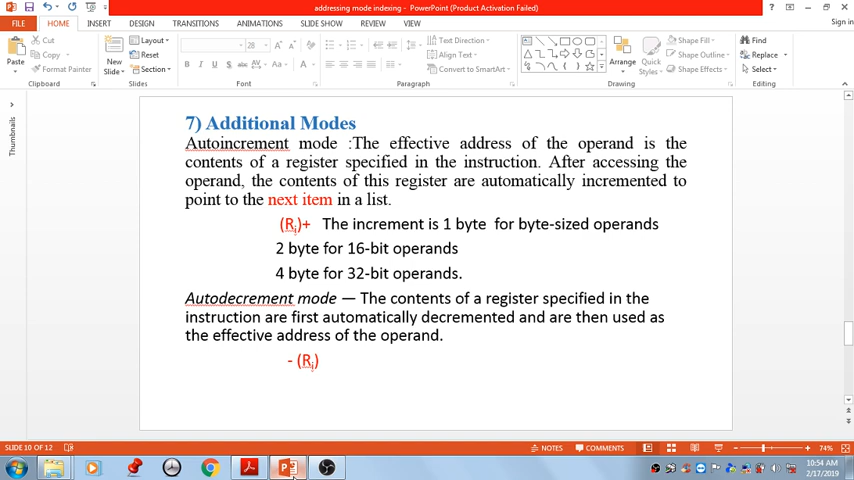 addressing mode indexing - PowerPoint (Product Activation Failed)
Sign in
FILE HOME INSERT DESIGN TRANSITIONS ANIMATIONS SLIDE SHOW REVIEW VIEW
Paste
Cut
Copy
Format Painter
Clipboard
New
Slide
Layout
Reset
Section
Slides
28
B I U S abc AV Aa A
Font
Text Direction
Align Text
Convert to SmartArt
Paragraph
Arrange
Quick
Styles
Shape Fill
Shape Outline
Shape Effects
Drawing
Find
Replace
Select
Editing
Thumbnails
7) Additional Modes
Autoincrement mode :The effective address of the operand is the
contents of a register specified in the instruction. After accessing the
operand, the contents of this register are automatically incremented to
point to the next item in a list.
(Ri)+ The increment is 1 byte for byte-sized operands
2 byte for 16-bit operands
4 byte for 32-bit operands.
Autodecrement mode — The contents of a register specified in the
instruction are first automatically decremented and are then used as
the effective address of the operand.
- (Ri)
SLIDE 10 OF 12
NOTES
COMMENTS
74%
10:54 AM
2/17/2019